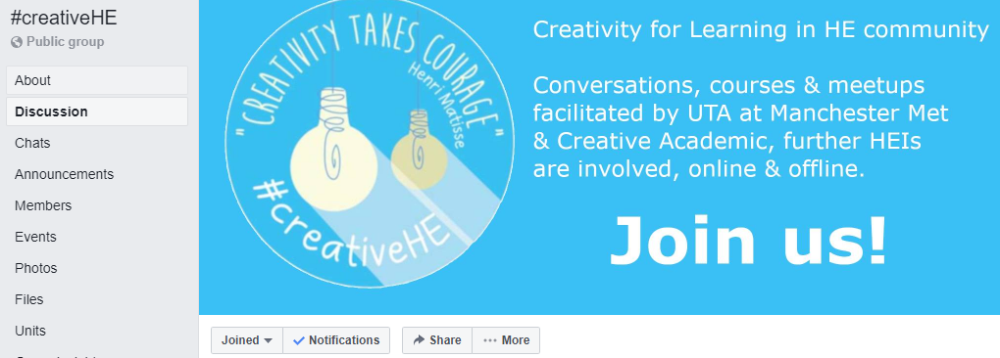 #creativeHE
Public group
About
Discussion
Chats
Announcements
Members
Events
Photos
Files
Units
"CREATIVITY TAKES COURAGE"
Henri Matisse
#creativeHE
Creativity for Learning in HE community
Conversations, courses & meetups
facilitated by UTA at Manchester Met
& Creative Academic, further HEIs
are involved, online & offline.
Join us!
Joined
Notifications
Share
More